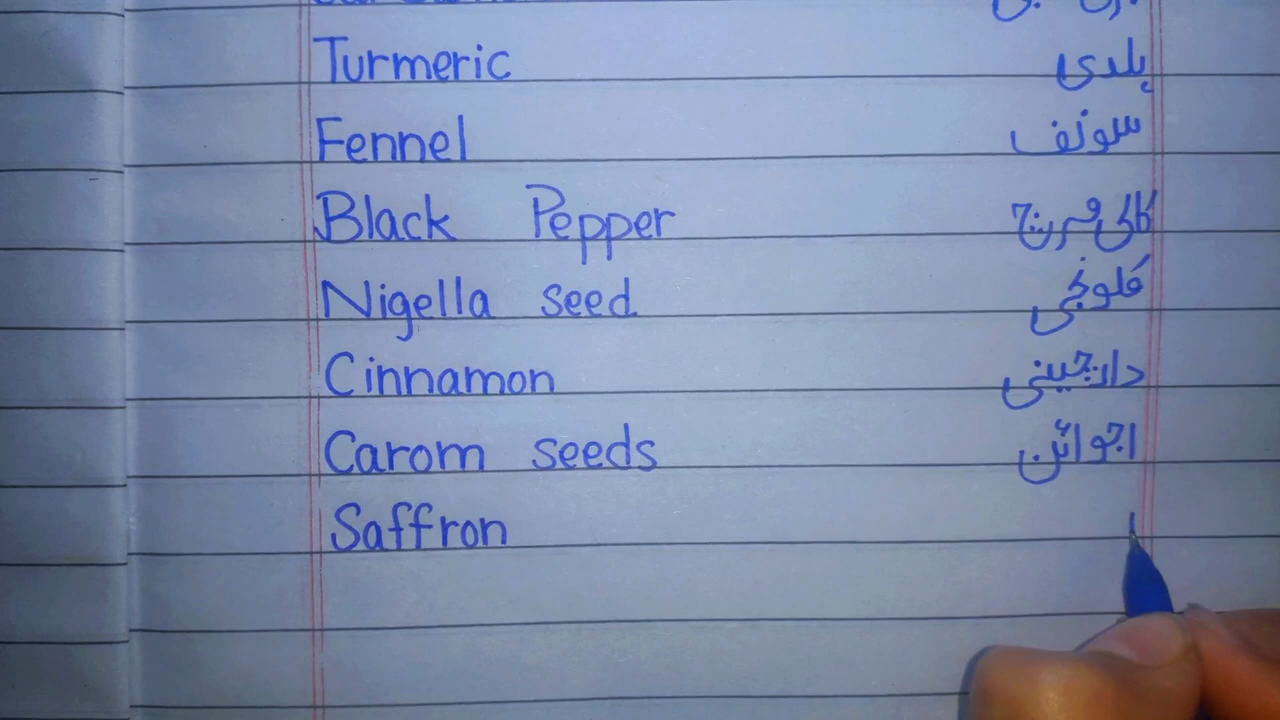 Turmeric ہلدی
Fennel سونف
Black Pepper کالی مرچ
Nigella seed کلونجی
Cinnamon دارچینی
Carom seeds اجوائن
Saffron